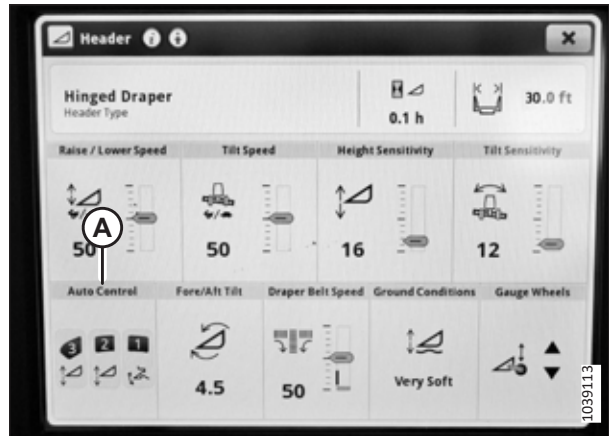 Header
Hinged Draper
Header Type
0.1 h
30.0 ft
Raise / Lower Speed
Tilt Speed
Height Sensitivity
Tilt Sensitivity
50
50
16
12
A
Auto Control
Fore/Aft Tilt
Draper Belt Speed
Ground Conditions
Gauge Wheels
3 2 1
4.5
50
Very Soft
1039113